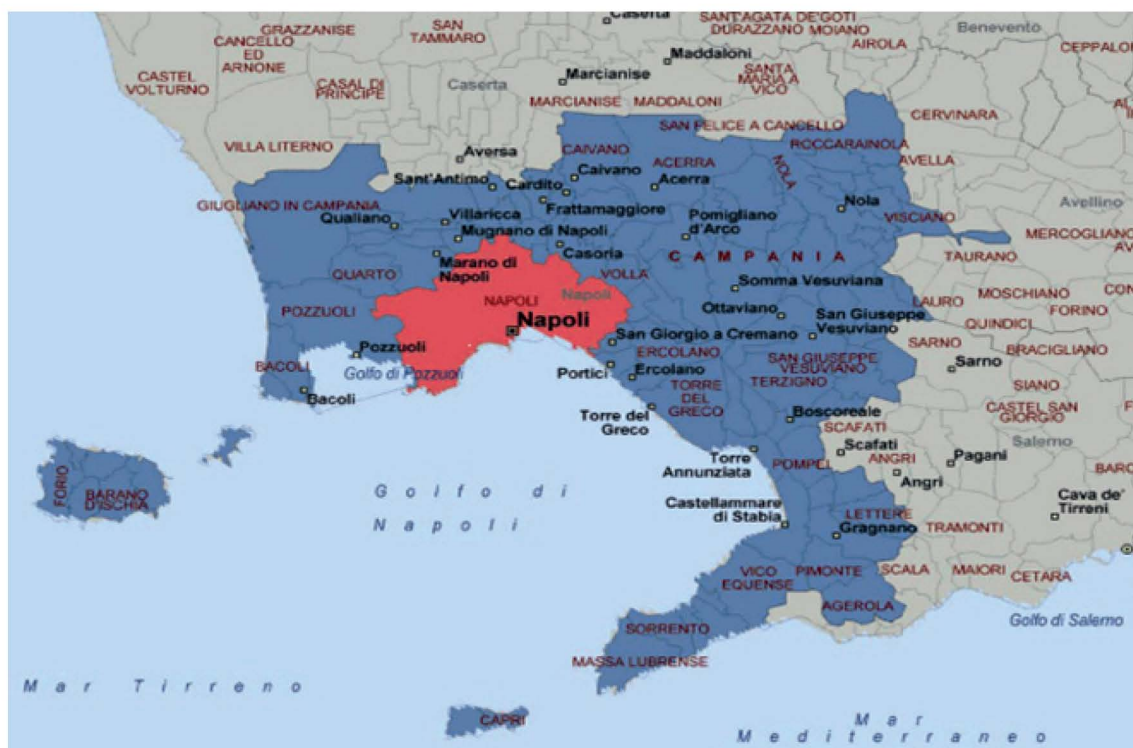 GRAZZANISE
SAN
TAMMARO
Caserta
SANT'AGATA DE'GOTI
DURAZZANO MOIANO
Benevento
CANCELLO
ED
ARNONE
AIROLA
Maddaloni
CASTEL
VOLTURNO
CASAL DI
PRINCIPE
Caserta
Marcianise
SANTA
MARIA A
VICO
MARCIANISE
MADDALONI
CERVINARA
SAN FELICE A CANCELLO
VILLA LITERNO
Aversa
CAIVANO
ROCCARAINOLA
ACERRA
NOLA
AVELLA
Sant'Antimo
Cardito
Caivano
Acerra
GIUGLIANO IN CAMPANIA
Frattamaggiore
Nola
Avellino
Qualiano
Villaricca
Mugnano di Napoli
Pomigliano
d'Arco
VISCIANO
MERCOGLIANO
Casoria
CAMPANIA
TAURANO
Marano di
Napoli
QUARTO
VOLLA
Somma Vesuviana
MOSCHIANO
NAPOLI
Napoli
LAURO
FORINO
POZZUOLI
Napoli
Ottaviano
San Giuseppe
Vesuviano
QUINDICI
San Giorgio a Cremano
SARNO
BRACIGLIANO
Pozzuoli
ERCOLANO
SAN GIUSEPPE
VESUVIANO
Sarno
BACOLI
Golfo di Pozzuoli
Portici
Ercolano
TERZIGNO
SIANO
Bacoli
TORRE
DEL
GRECO
CASTEL SAN
GIORGIO
Torre del
Greco
Boscoreale
SCAFATI
Salerno
Scafati
Torre
Annunziata
POMPEI
ANGRI
Pagani
Angri
FORIO
BARANO
D'ISCHIA
Golfo di
Napoli
Castellammare
di Stabia
LETTERE
Gragnano
TRAMONTI
Cava de'
Tirreni
VICO
EQUENSE
PIMONTE
SCALA
MAIORI
CETARA
AGEROLA
Golfo di Salerno
SORRENTO
MASSA LUBRENSE
Mar Tirreno
CAPRI
Mar
Mediterraneo